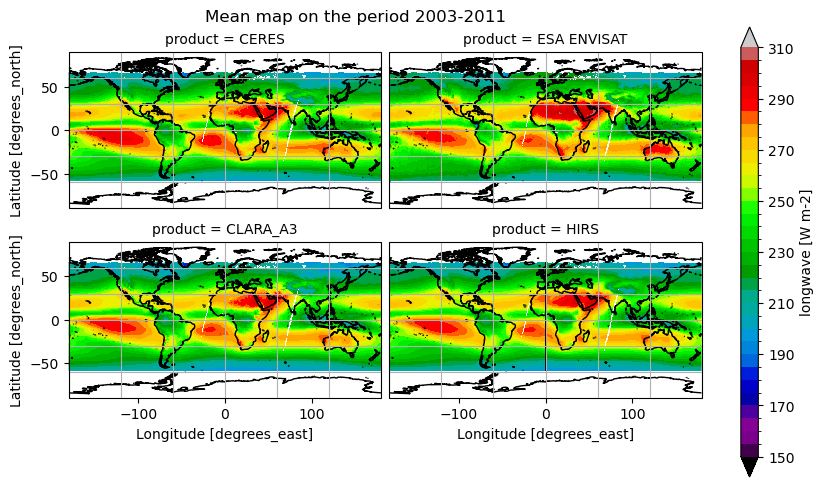 Mean map on the period 2003-2011
product = CERES
product = ESA ENVISAT
Latitude [degrees_north]
50
0
−50
product = CLARA_A3
product = HIRS
Latitude [degrees_north]
50
0
−50
−100
0
100
−100
0
100
Longitude [degrees_east]
Longitude [degrees_east]
310
290
270
250
230
210
190
170
150
longwave [W m-2]